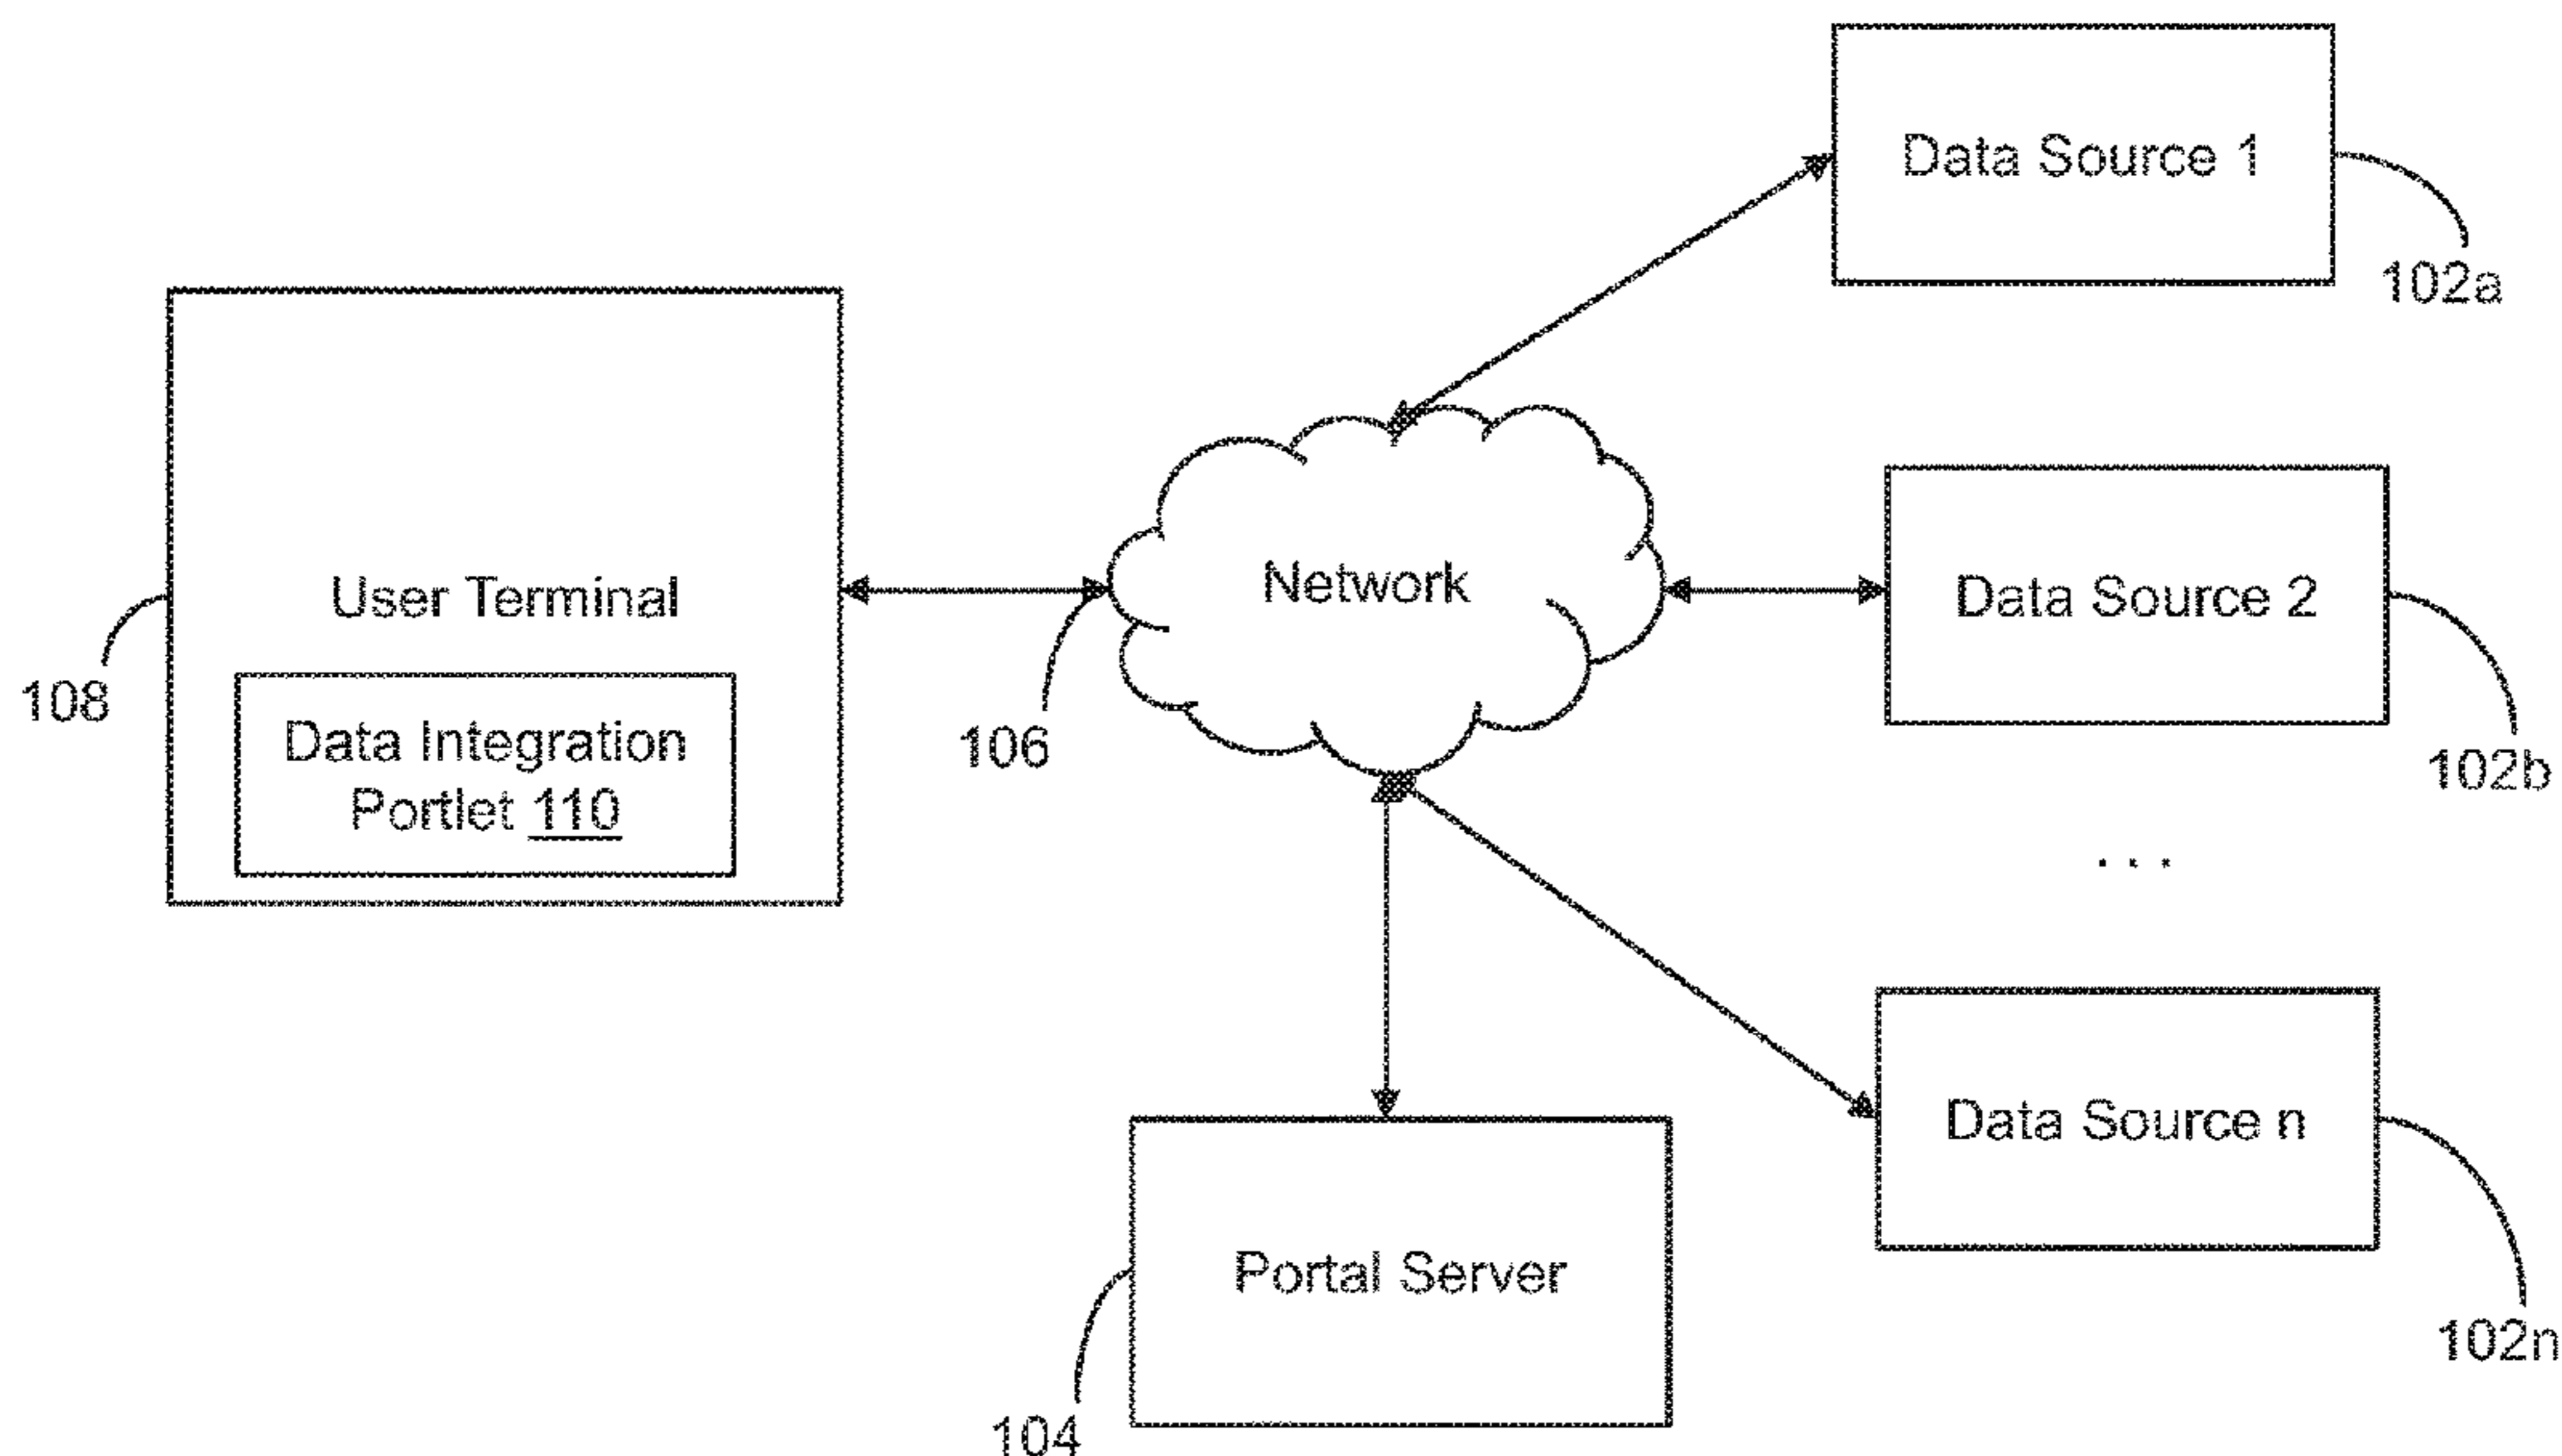 Data Source 1
102a
User Terminal
108
Data Integration
Portlet 110
Network
106
Data Source 2
102b
. . .
Data Source n
102n
Portal Server
104